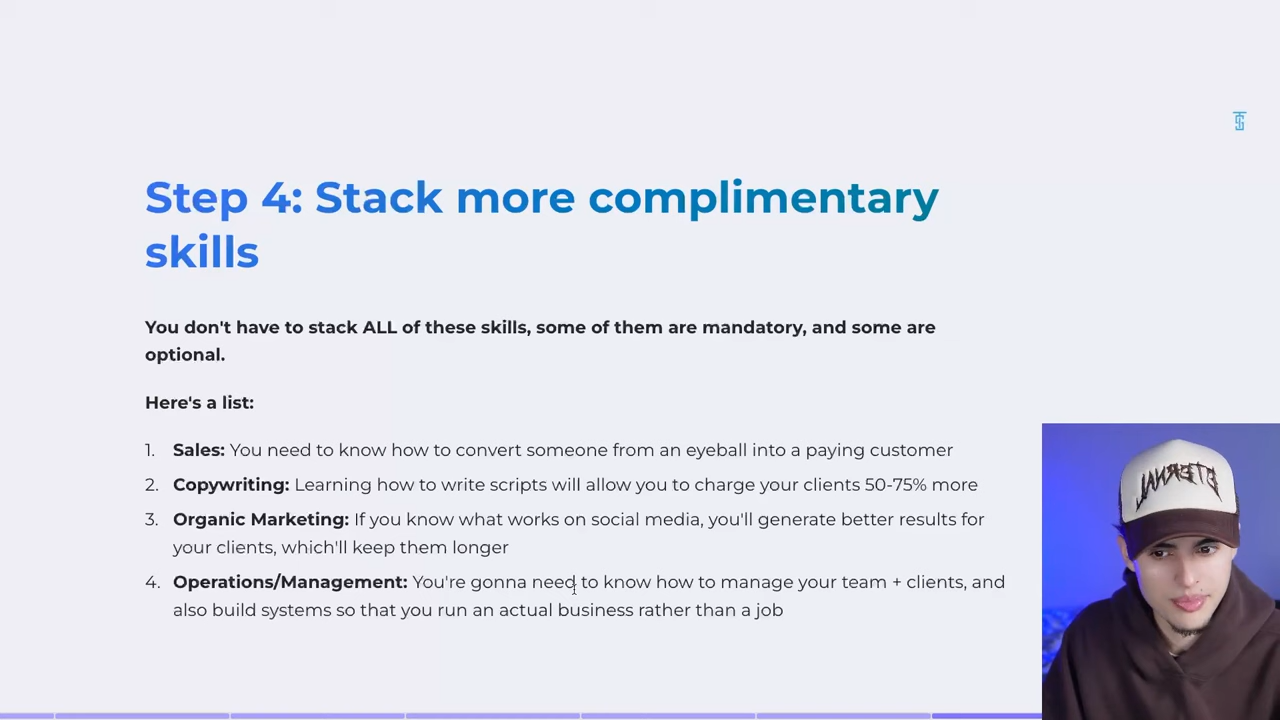 Step 4: Stack more complimentary
skills
You don't have to stack ALL of these skills, some of them are mandatory, and some are
optional.
Here's a list:
1. Sales: You need to know how to convert someone from an eyeball into a paying customer
2. Copywriting: Learning how to write scripts will allow you to charge your clients 50-75% more
3. Organic Marketing: If you know what works on social media, you'll generate better results for
your clients, which'll keep them longer
4. Operations/Management: You're gonna need to know how to manage your team + clients, and
also build systems so that you run an actual business rather than a job
ETERNAL